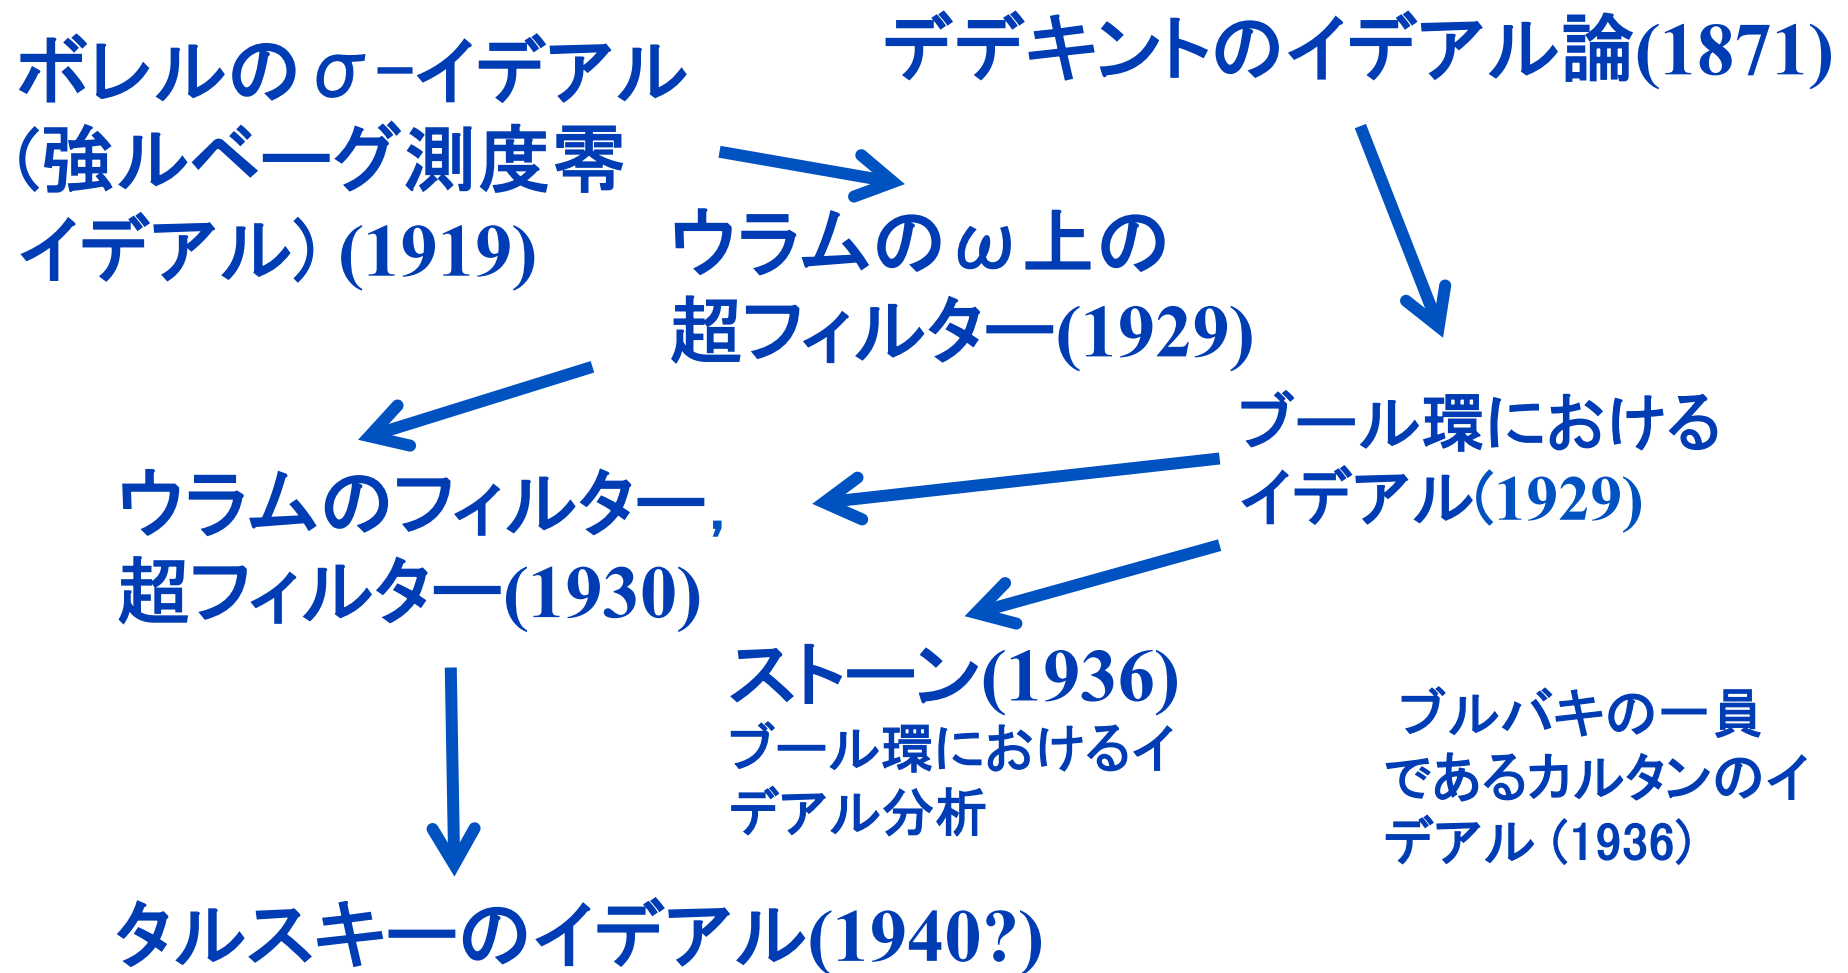 ボレルのσ-イデアル
(強ルベーグ測度零
イデアル) (1919)
デデキントのイデアル論(1871)
ウラムのω上の
超フィルター(1929)
ブール環における
イデアル(1929)
ウラムのフィルター,
超フィルター(1930)
ストーン(1936)
ブール環におけるイ
デアル分析
ブルバキの一員
であるカルタンのイ
デアル (1936)
タルスキーのイデアル(1940?)